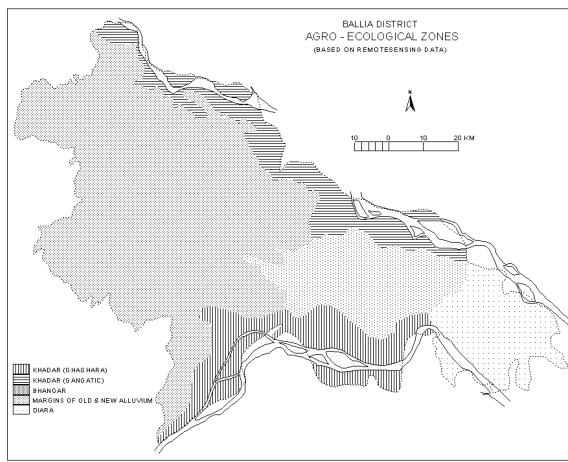 BALLIA DISTRICT
AGRO - ECOLOGICAL ZONES
(BASED ON REMOTESENSING DATA)
N
10 0 10 20 KM
KHADAR (GHAGHARA)
KHADAR (GANGATIC)
BHANGAR
MARGINS OF OLD & NEW ALLUVIUM
DIARA